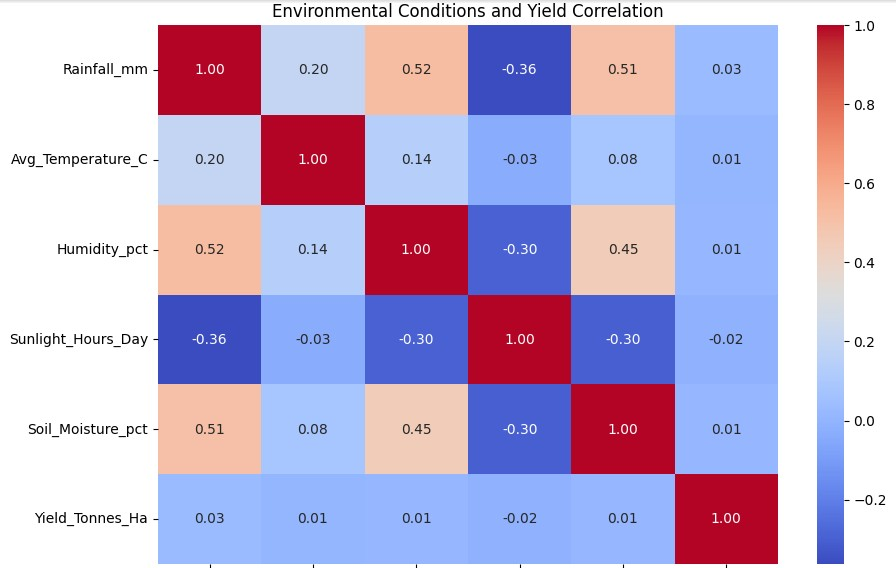 Environmental Conditions and Yield Correlation
Rainfall_mm 1.00 0.20 0.52 -0.36 0.51 0.03
Avg_Temperature_C 0.20 1.00 0.14 -0.03 0.08 0.01
Humidity_pct 0.52 0.14 1.00 -0.30 0.45 0.01
Sunlight_Hours_Day -0.36 -0.03 -0.30 1.00 -0.30 -0.02
Soil_Moisture_pct 0.51 0.08 0.45 -0.30 1.00 0.01
Yield_Tonnes_Ha 0.03 0.01 0.01 -0.02 0.01 1.00
1.0
0.8
0.6
0.4
0.2
0.0
−0.2